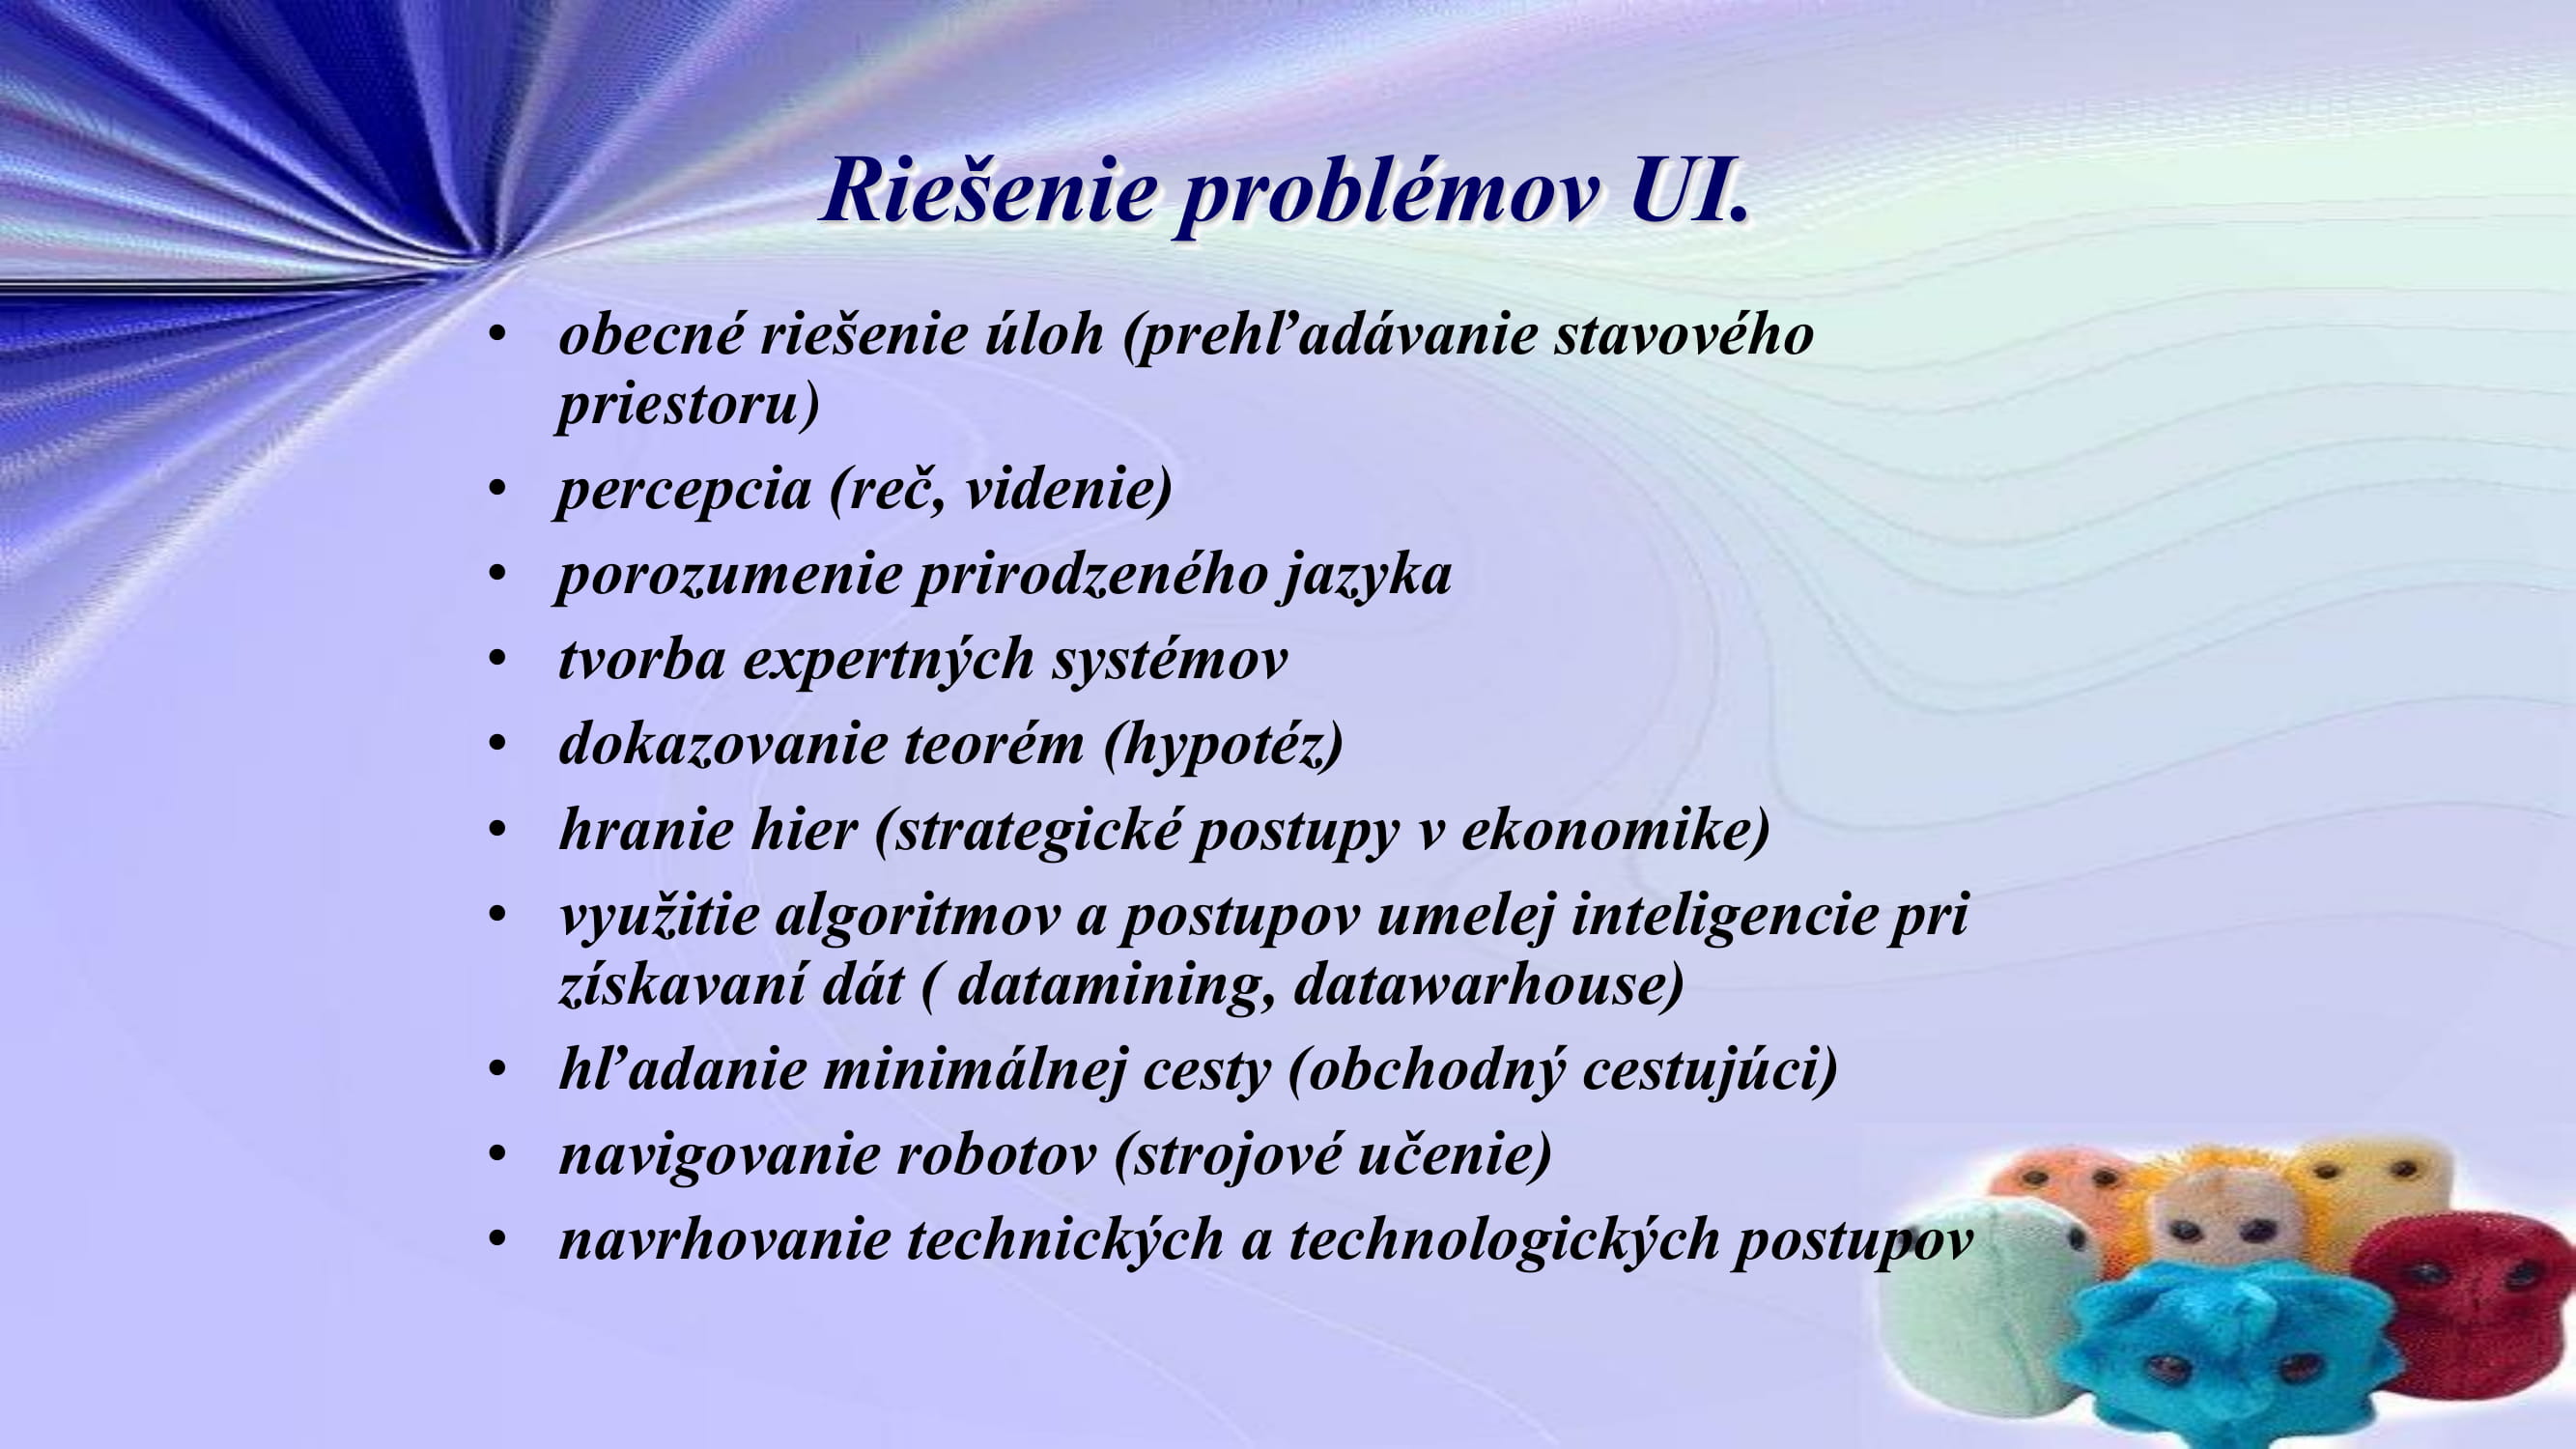 Riešenie problémov UI.
• obecné riešenie úloh (prehľadávanie stavového
priestoru)
• percepcia (reč, videnie)
• porozumenie prirodzeného jazyka
• tvorba expertných systémov
• dokazovanie teorém (hypotéz)
• hranie hier (strategické postupy v ekonomike)
• využitie algoritmov a postupov umelej inteligencie pri
získavaní dát ( datamining, datawarhouse)
• hľadanie minimálnej cesty (obchodný cestujúci)
• navigovanie robotov (strojové učenie)
• navrhovanie technických a technologických postupov